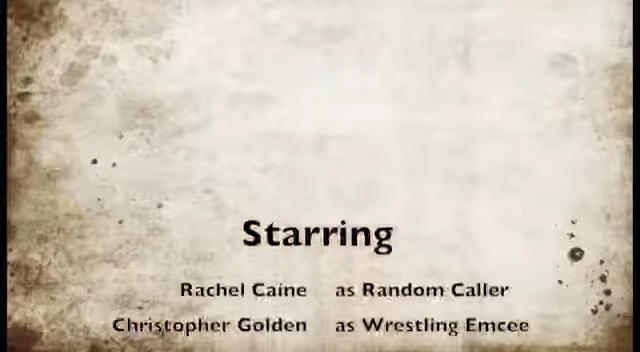 Starring
Rachel Caine as Random Caller
Christopher Golden as Wrestling Emcee